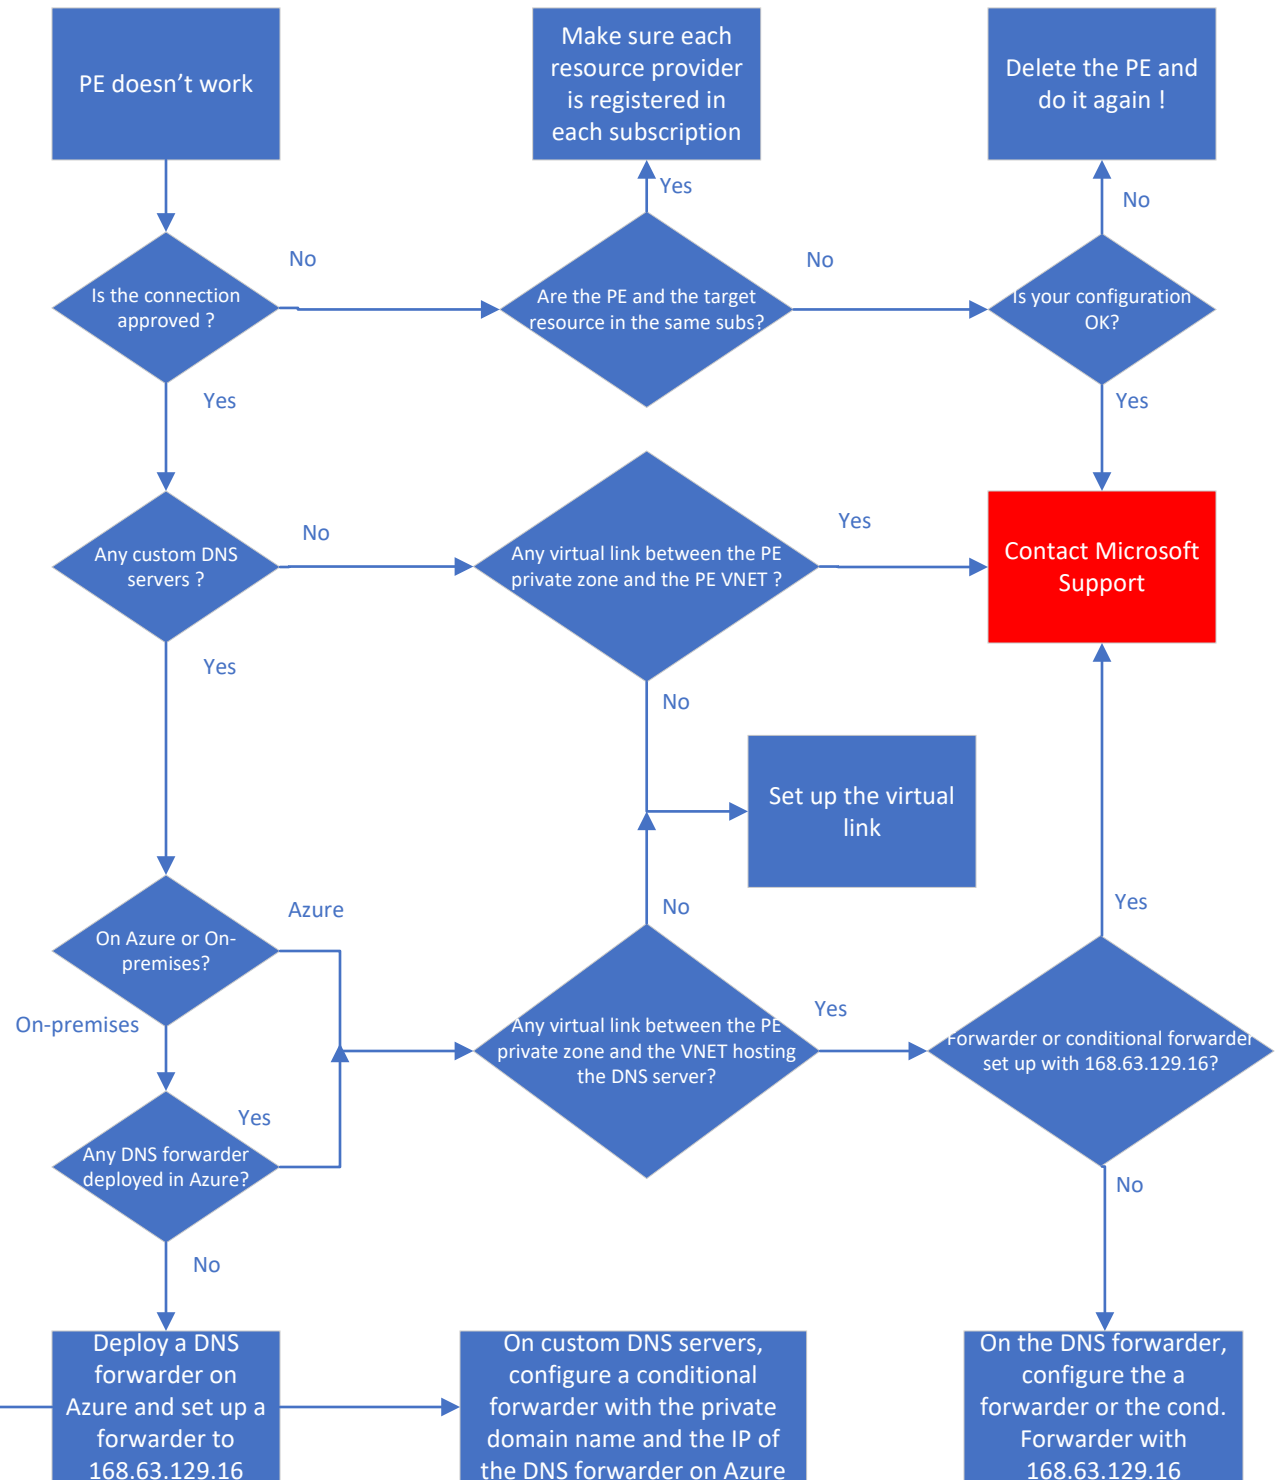 PE doesn't work
Make sure each
resource provider
is registered in
each subscription
Delete the PE and
do it again !
Yes
No
No
No
Is the connection
approved ?
Are the PE and the target
resource in the same subs?
Is your configuration
OK?
Yes
Yes
Any custom DNS
servers ?
No
Any virtual link between the PE
private zone and the PE VNET ?
Yes
Contact Microsoft
Support
Yes
No
Set up the virtual
link
Azure
No
Yes
On Azure or On-
premises?
On-premises
Any virtual link between the PE
private zone and the VNET hosting
the DNS server?
Yes
Forwarder or conditional forwarder
set up with 168.63.129.16?
Yes
Any DNS forwarder
deployed in Azure?
No
No
Deploy a DNS
forwarder on
Azure and set up a
forwarder to
168.63.129.16
On custom DNS servers,
configure a conditional
forwarder with the private
domain name and the IP of
the DNS forwarder on Azure
On the DNS forwarder,
configure the a
forwarder or the cond.
Forwarder with
168.63.129.16